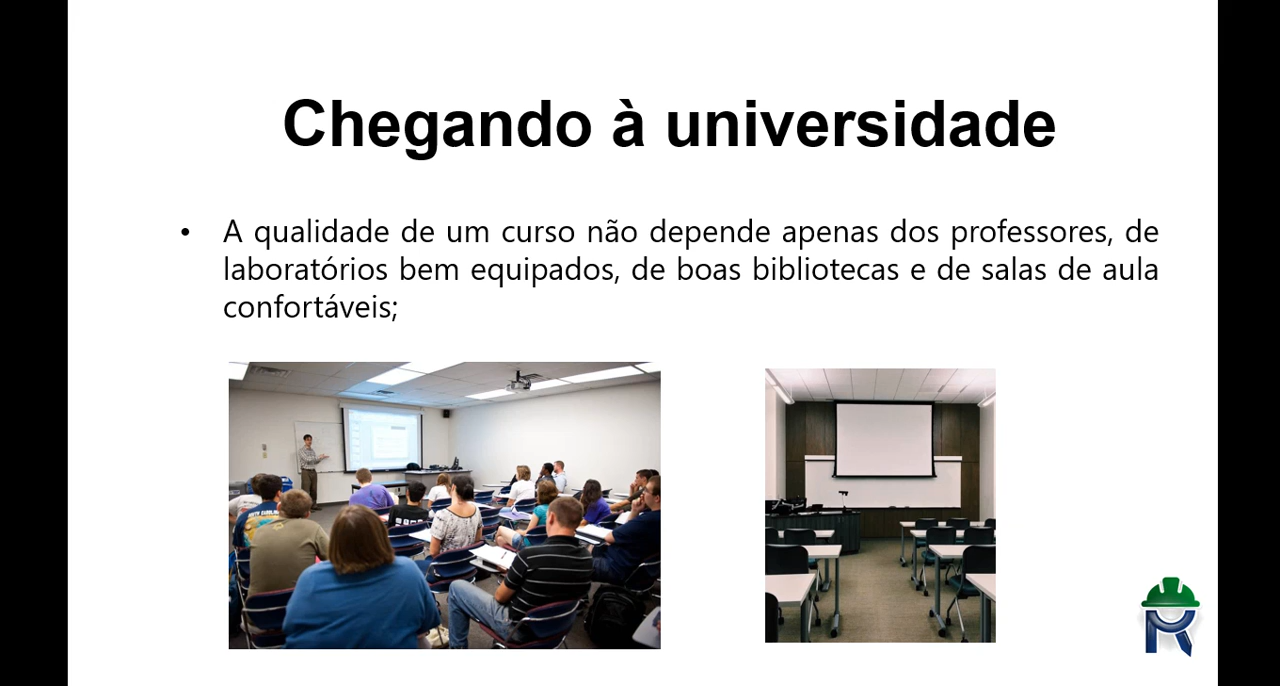 Chegando à universidade
• A qualidade de um curso não depende apenas dos professores, de
laboratórios bem equipados, de boas bibliotecas e de salas de aula
confortáveis;